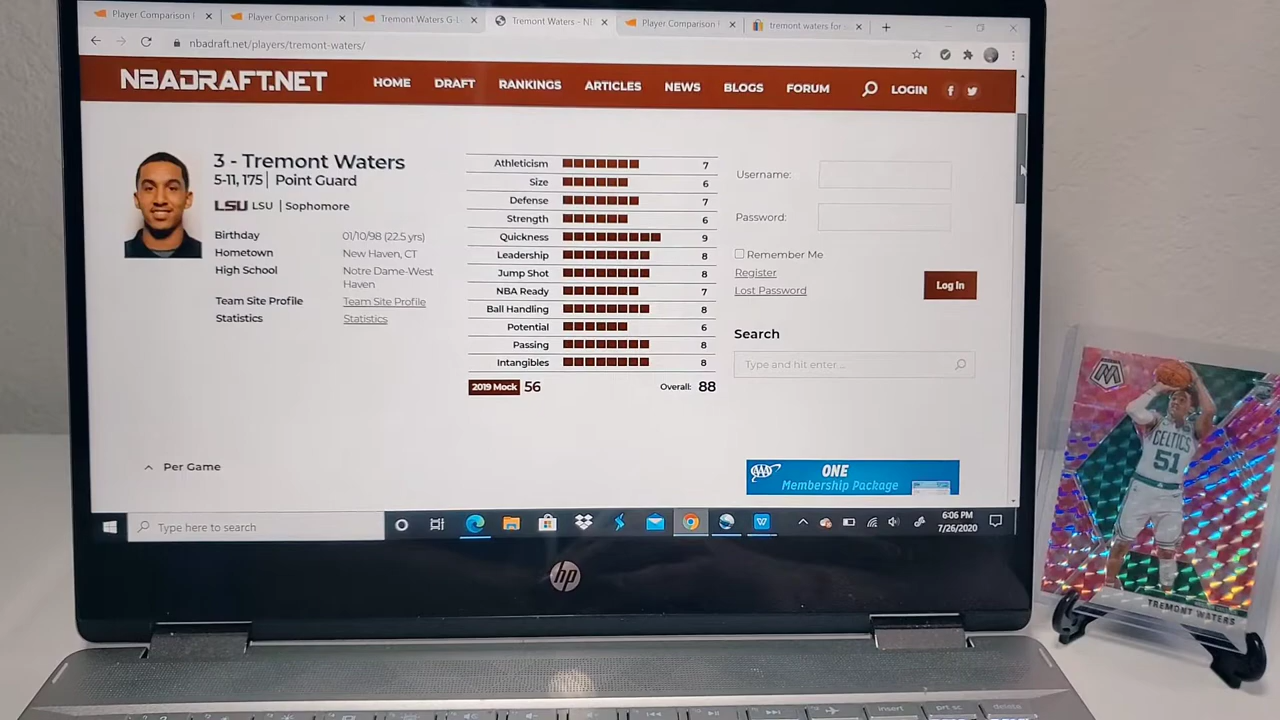 Player Comparison
Player Comparison
Tremont Waters G-L
Tremont Waters - N
Player Comparison
tremont waters for
nbadraft.net/players/tremont-waters/
NBADRAFT.NET
HOME
DRAFT
RANKINGS
ARTICLES
NEWS
BLOGS
FORUM
LOGIN
3 - Tremont Waters
5-11, 175 | Point Guard
LSU LSU | Sophomore
Birthday 01/10/98 (22.5 yrs)
Hometown New Haven, CT
High School Notre Dame-West
Haven
Team Site Profile Team Site Profile
Statistics Statistics
Athleticism 7
Size 6
Defense 7
Strength 6
Quickness 9
Leadership 8
Jump Shot 8
NBA Ready 7
Ball Handling 8
Potential 6
Passing 8
Intangibles 8
2019 Mock 56 Overall: 88
Username:
Password:
Remember Me
Register
Lost Password
Log In
Search
Type and hit enter ...
Per Game
AAA ONE
Membership Package
Type here to search
6:06 PM
7/26/2020
hp
insert
prt sc
delete
M
CELTICS
51
TREMONT WATERS